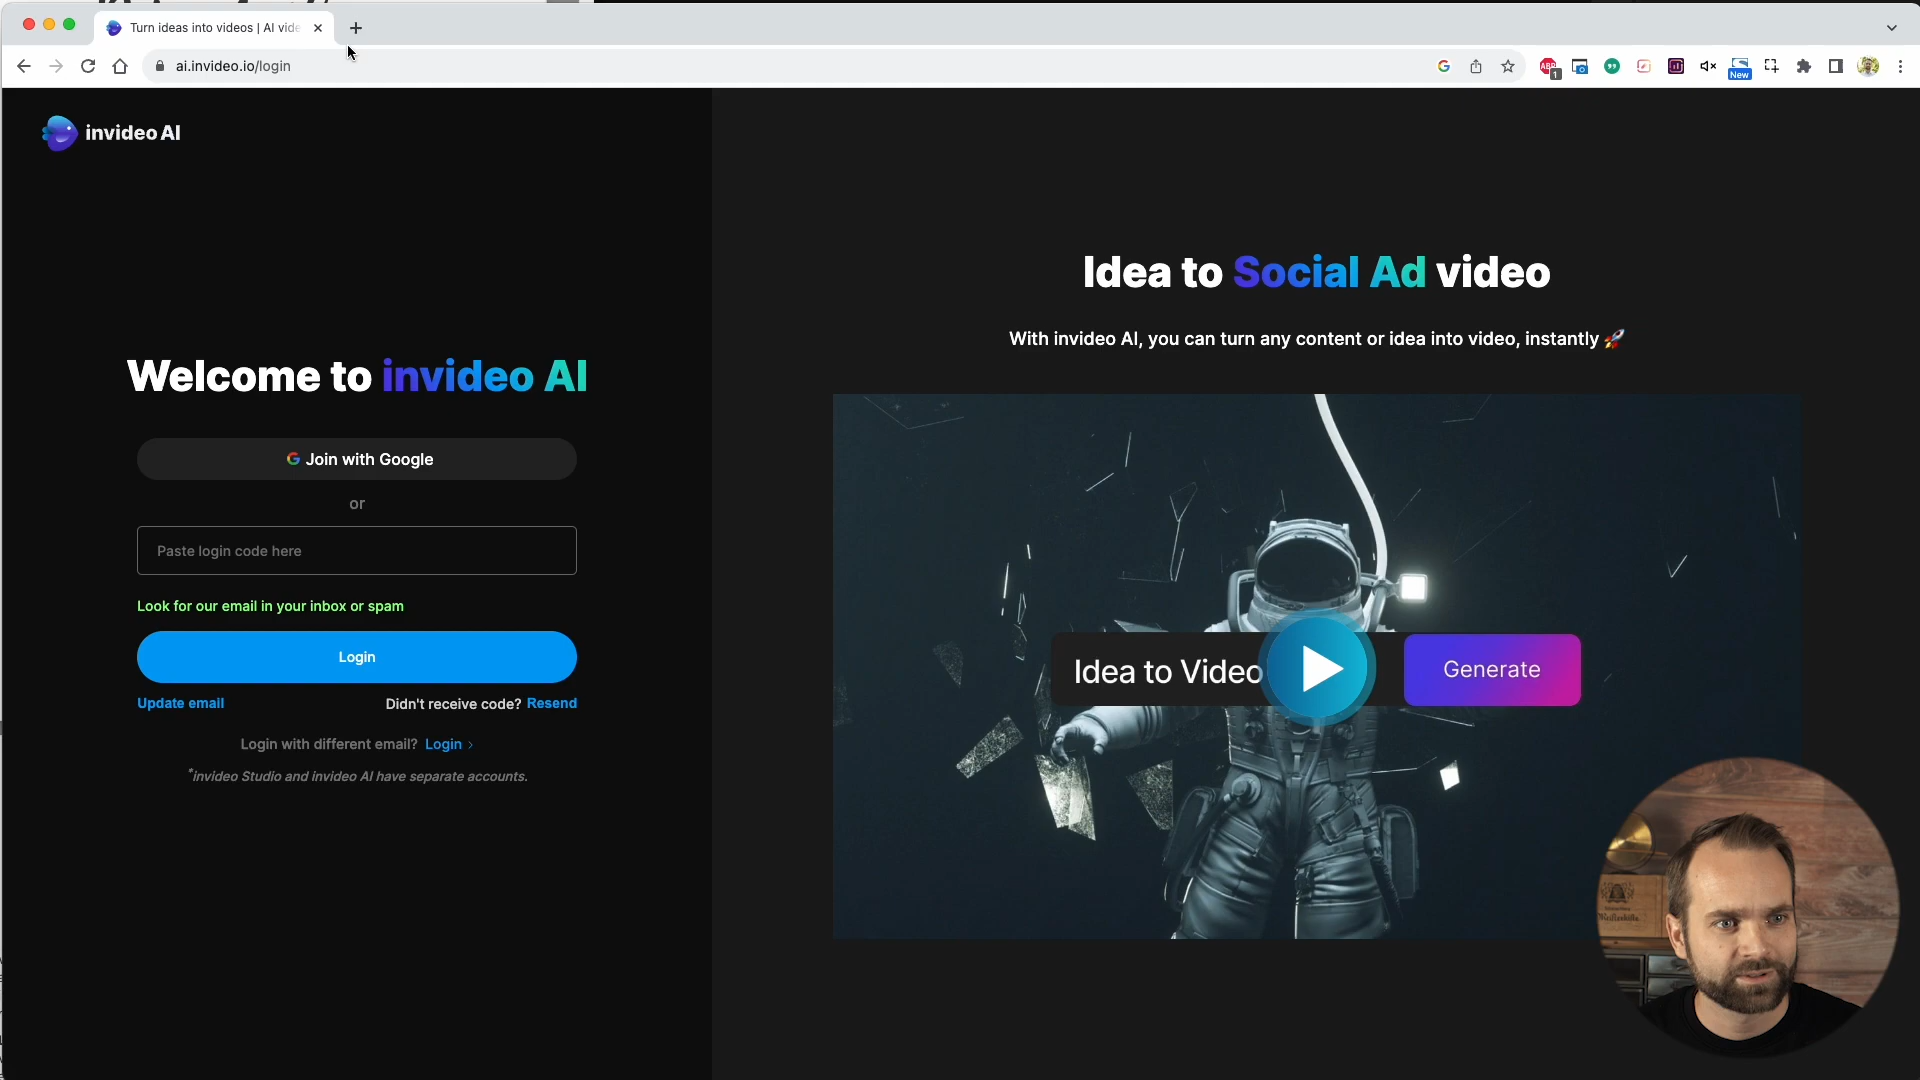 Turn ideas into videos | AI vide
ai.invideo.io/login
ABP
1
New
invideo AI
Welcome to invideo AI
Join with Google
or
Paste login code here
Look for our email in your inbox or spam
Login
Update email
Didn't receive code? Resend
Login with different email? Login ›
*invideo Studio and invideo AI have separate accounts.
Idea to Social Ad video
With invideo AI, you can turn any content or idea into video, instantly 🚀
Idea to Video
Generate